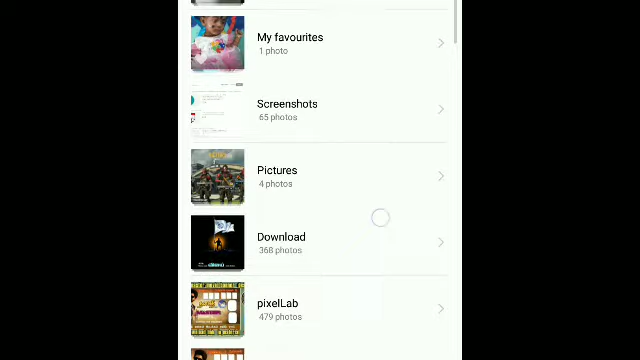 My favourites
1 photo
Screenshots
65 photos
Pictures
4 photos
Download
368 photos
pixelLab
479 photos